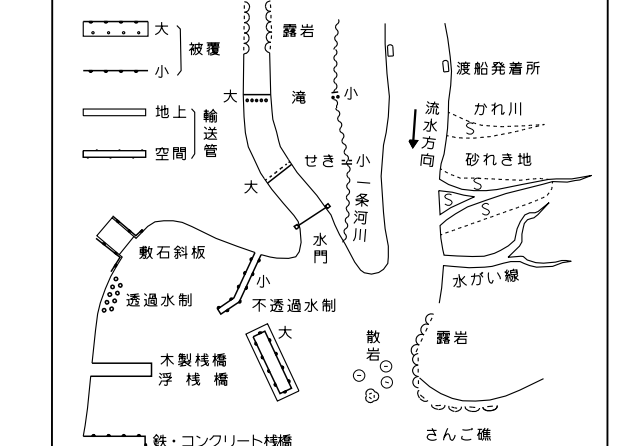 大
小
被覆
地上
空間
輸送管
露岩
大
滝
小
せき
小
大
一条河川
水門
渡船発着所
流水方向
かれ川
S
砂れき地
S
S
S
水がい線
敷石斜板
透過水制
小
不透過水制
大
木製桟橋
浮桟橋
鉄・コンクリート桟橋
散岩
露岩
さんご礁